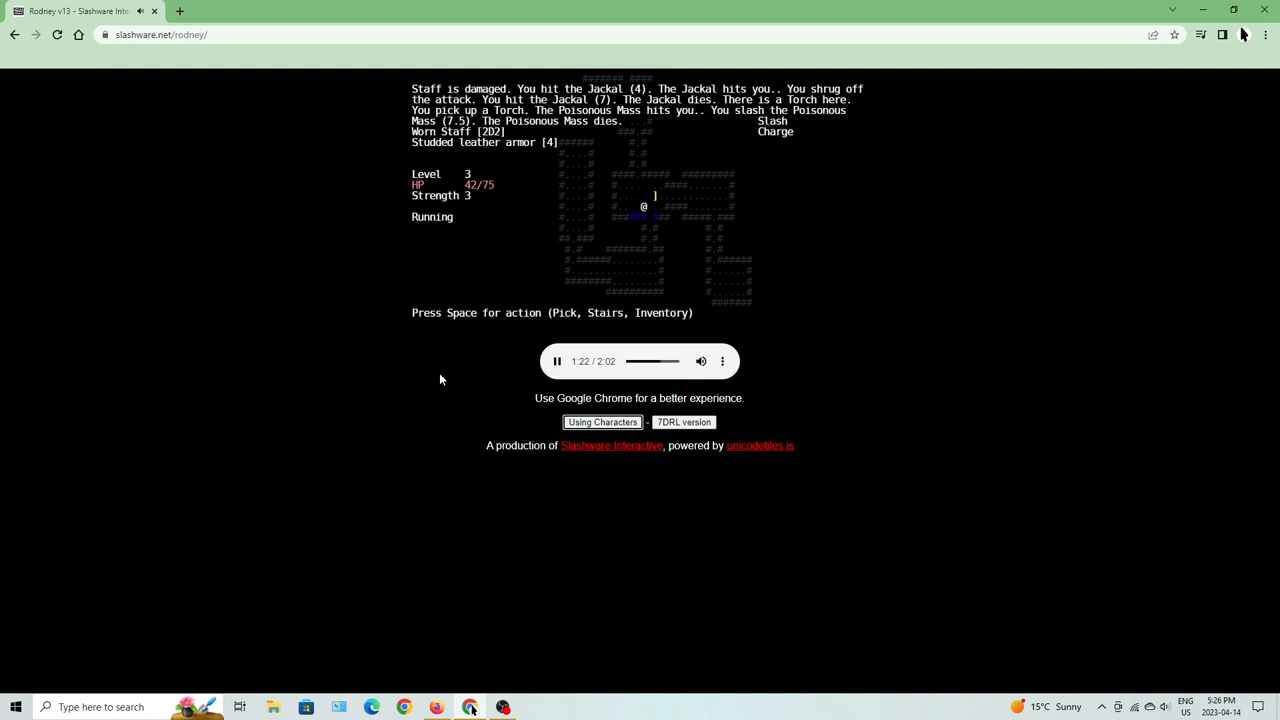 Rodney v13 - Slashware Inte
slashware.net/rodney/
#######.####
Staff is damaged. You hit the Jackal (4). The Jackal hits you.. You shrug off
the attack. You hit the Jackal (7). The Jackal dies. There is a Torch here.
You pick up a Torch. The Poisonous Mass hits you.. You slash the Poisonous
Mass (7.5). The Poisonous Mass dies. ...# Slash
Worn Staff [2D2] ###.## Charge
Studded leather armor [4]###### #.#
#....# #.#
#....# #.#
Level 3 #....# ####.##### #########
HP 42/75 #....# #... ..####.......#
Strength 3 #....# #.. ] ............#
#....# #.. @ ..####.......#
Running #....# ######## ## #####.###
#....# #.# #.#
##.### #.# #.#
#.# #######.## #.#
#.######........# #.######
#...............# #......#
########........# #......#
########## #......#
#######
Press Space for action (Pick, Stairs, Inventory)
1:22 / 2:02
Use Google Chrome for a better experience.
Using Characters - 7DRL version
A production of Slashware Interactive, powered by unicodetiles.js
Type here to search
15°C Sunny
ENG
US
5:26 PM
2023-04-14